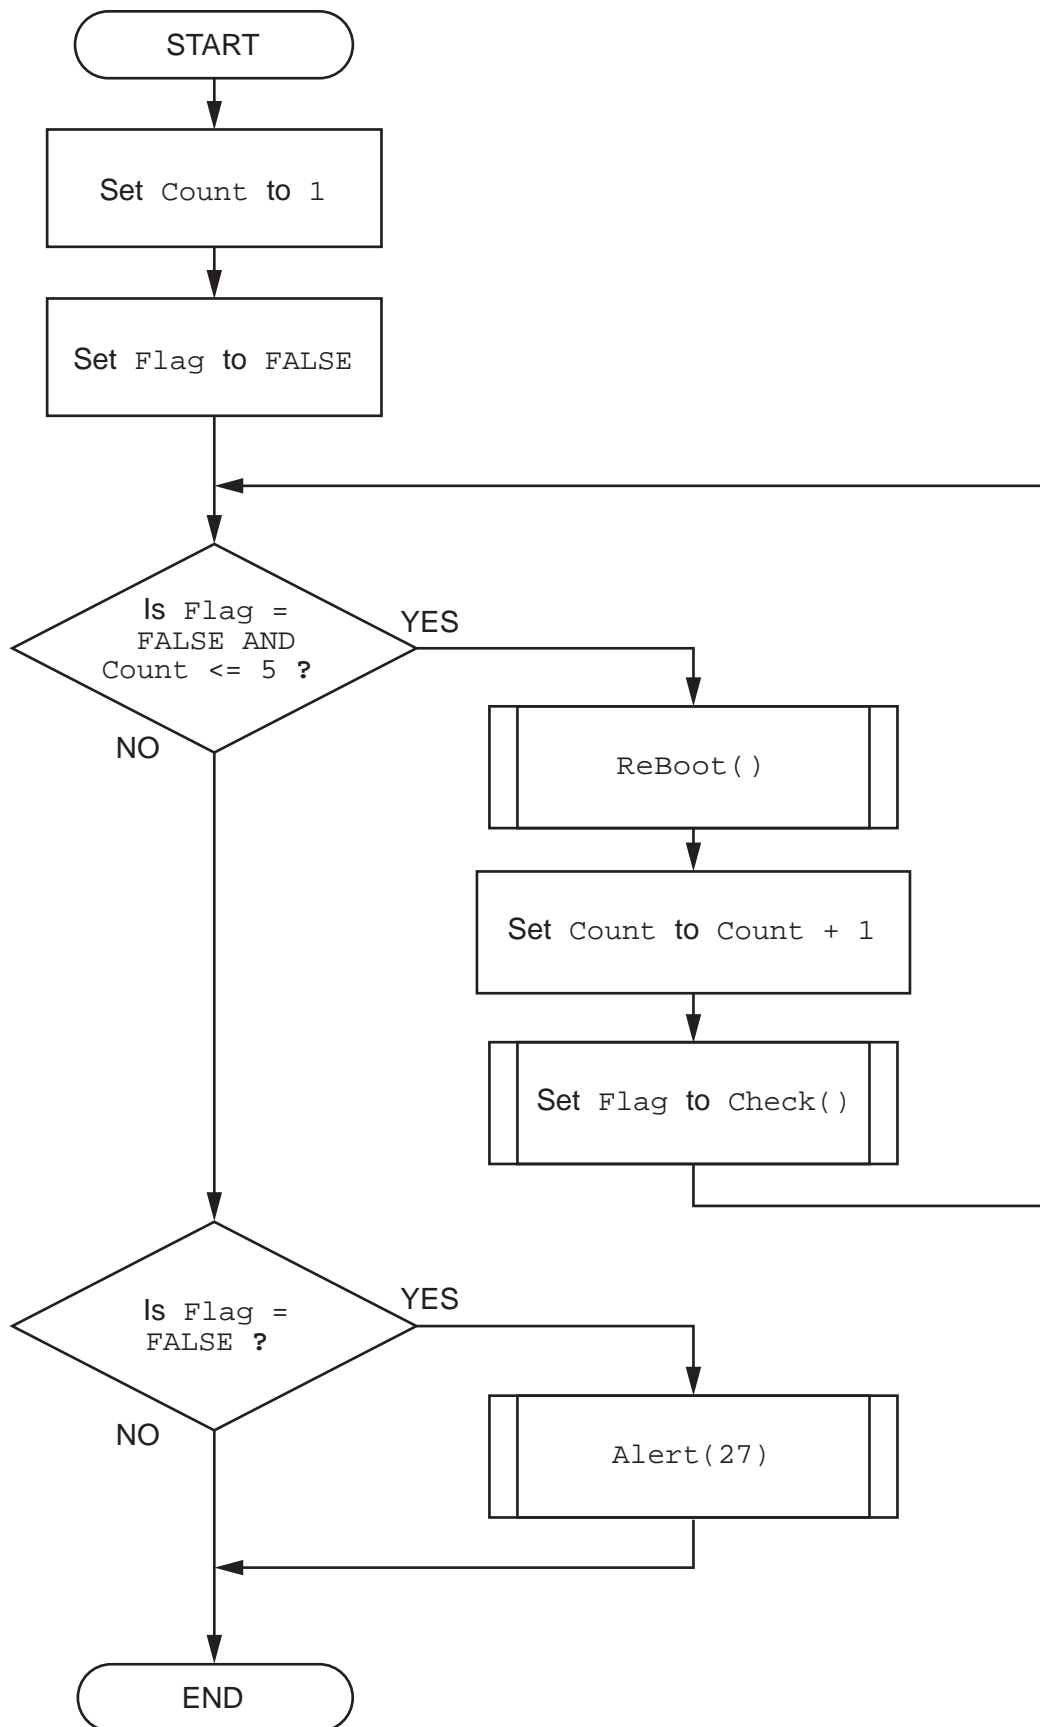 START
Set Count to 1
Set Flag to FALSE
Is Flag =
FALSE AND
Count <= 5 ?
YES
NO
ReBoot()
Set Count to Count + 1
Set Flag to Check()
Is Flag =
FALSE ?
YES
NO
Alert(27)
END